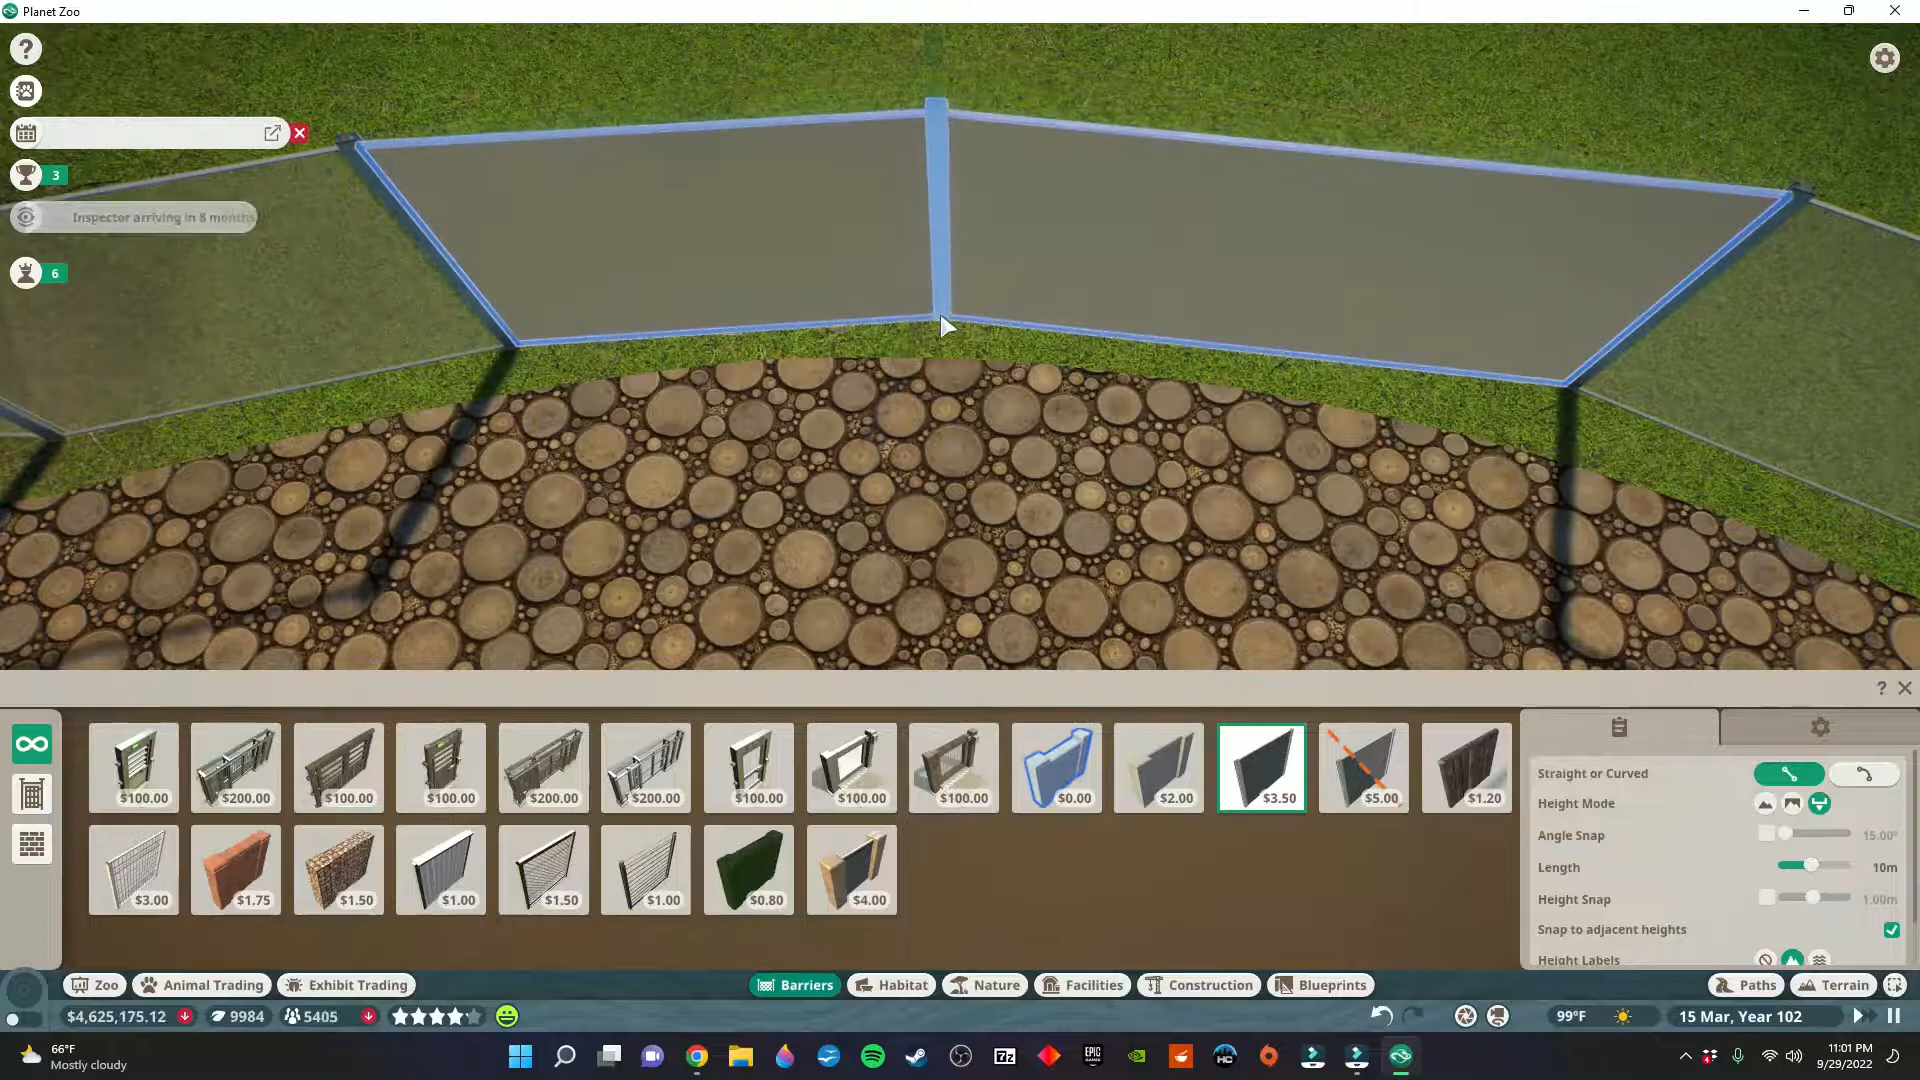 Planet Zoo
?
3
Inspector arriving in 8 months
6
?
$100.00
$200.00
$100.00
$100.00
$200.00
$200.00
$100.00
$100.00
$100.00
$0.00
$2.00
$3.50
$5.00
$1.20
$3.00
$1.75
$1.50
$1.00
$1.50
$1.00
$0.80
$4.00
Straight or Curved
Height Mode
Angle Snap 15.00°
Length 10m
Height Snap 1.00m
Snap to adjacent heights
Height Labels
Zoo Animal Trading Exhibit Trading Barriers Habitat Nature Facilities Construction Blueprints Paths Terrain
$4,625,175.12 9984 5405 99°F 15 Mar, Year 102
66°F
Mostly cloudy
7z
EPIC GAMES
HC
11:01 PM
9/29/2022